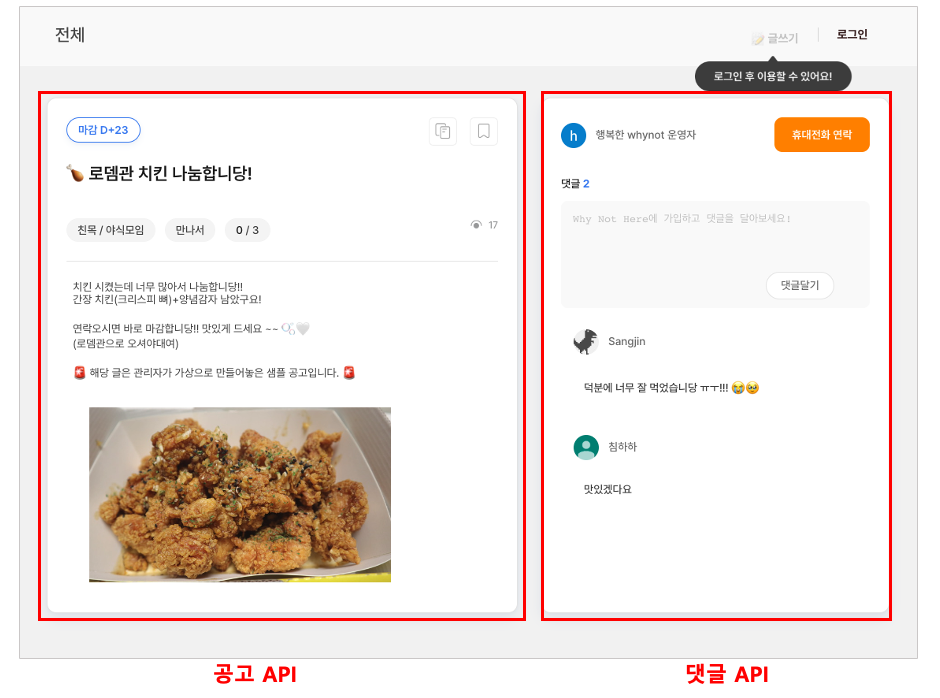 전체
글쓰기
로그인
로그인 후 이용할 수 있어요!
마감 D+23
로뎀관 치킨 나눔합니당!
친목 / 야식모임
만나서
0 / 3
17
치킨 시켰는데 너무 많아서 나눔합니당!!
간장 치킨(크리스피 뼈)+양념감자 남았구요!
연락오시면 바로 마감합니당!! 맛있게 드세요 ~~
(로뎀관으로 오셔야대여)
해당 글은 관리자가 가상으로 만들어놓은 샘플 공고입니다.
h
행복한 whynot 운영자
휴대전화 연락
댓글 2
Why Not Here에 가입하고 댓글을 달아보세요!
댓글달기
Sangjin
덕분에 너무 잘 먹었습니당 ㅠㅜ!!!
침하하
맛있겠다요
공고 API
댓글 API